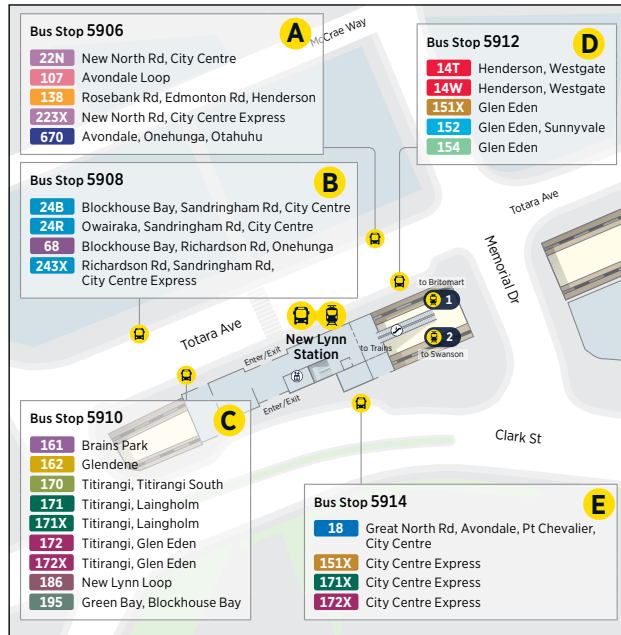 Bus Stop 5906
A
22N New North Rd, City Centre
107 Avondale Loop
138 Rosebank Rd, Edmonton Rd, Henderson
223X New North Rd, City Centre Express
670 Avondale, Onehunga, Otahuhu
McCrae Way
Bus Stop 5912
D
14T Henderson, Westgate
14W Henderson, Westgate
151X Glen Eden
152 Glen Eden, Sunnyvale
154 Glen Eden
Bus Stop 5908
B
24B Blockhouse Bay, Sandringham Rd, City Centre
24R Owairaka, Sandringham Rd, City Centre
68 Blockhouse Bay, Richardson Rd, Onehunga
243X Richardson Rd, Sandringham Rd,
City Centre Express
Totara Ave
Memorial Dr
to Britomart
1
Totara Ave
New Lynn
Station
to Trains
2
to Swanson
Enter/Exit
Enter/Exit
Clark St
Bus Stop 5910
C
161 Brains Park
162 Glendene
170 Titirangi, Titirangi South
171 Titirangi, Laingholm
171X Titirangi, Laingholm
172 Titirangi, Glen Eden
172X Titirangi, Glen Eden
186 New Lynn Loop
195 Green Bay, Blockhouse Bay
Bus Stop 5914
E
18 Great North Rd, Avondale, Pt Chevalier,
City Centre
151X City Centre Express
171X City Centre Express
172X City Centre Express